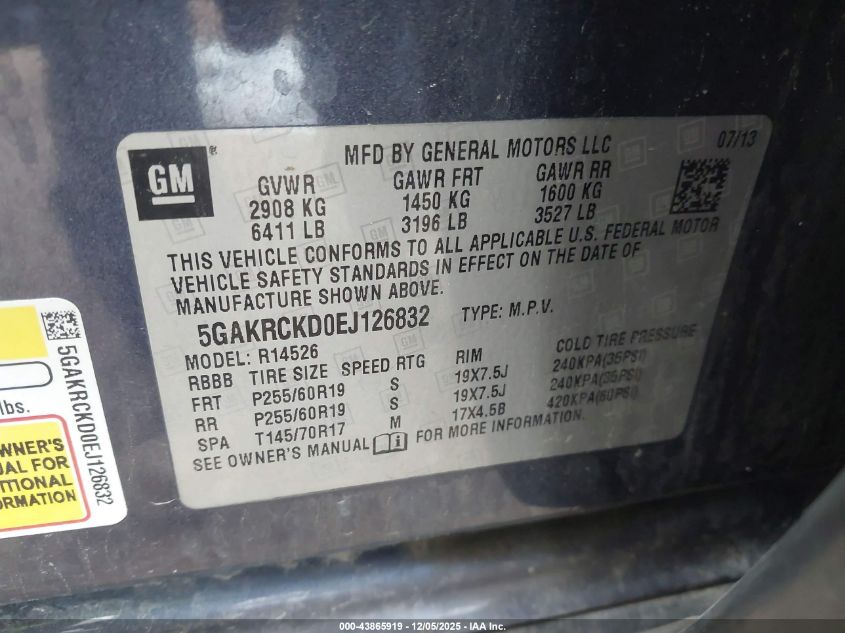 MFD BY GENERAL MOTORS LLC 07/13
GM
GVWR GAWR FRT GAWR RR
2908 KG 1450 KG 1600 KG
6411 LB 3196 LB 3527 LB
THIS VEHICLE CONFORMS TO ALL APPLICABLE U.S. FEDERAL MOTOR
VEHICLE SAFETY STANDARDS IN EFFECT ON THE DATE OF
MANUFACTURE SHOWN ABOVE.
5GAKRCKD0EJ126832 TYPE: M.P.V.
MODEL: R14526
RBBB TIRE SIZE SPEED RTG RIM COLD TIRE PRESSURE
FRT P255/60R19 S 19X7.5J 240KPA(35PSI)
RR P255/60R19 S 19X7.5J 240KPA(35PSI)
SPA T145/70R17 M 17X4.5B 420KPA(60PSI)
SEE OWNER'S MANUAL i FOR MORE INFORMATION.
5GAKRCKD0EJ126832
lbs.
OWNER'S
UAL FOR
ITIONAL
ORMATION
000-43865919 - 12/05/2025 - IAA Inc.